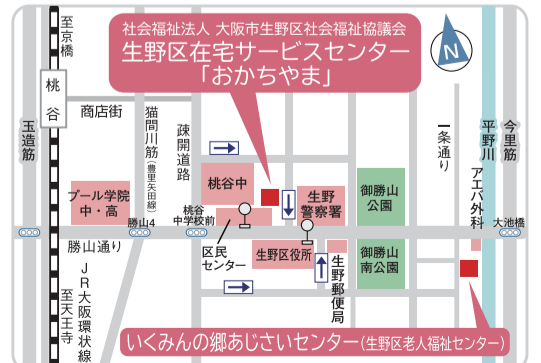 社会福祉法人 大阪市生野区社会福祉協議会
生野区在宅サービスセンター
「おかちやま」
至京橋
桃谷
玉造筋
商店街
猫間川筋
(豊里矢田線)
疎開道路
N
一条通り
平野川
今里筋
アエバ外科
桃谷中
プール学院
中・高
生野
警察署
御勝山
公園
勝山4
桃谷
中学校前
大池橋
勝山通り
区民
センター
生野区役所
生野郵便局
御勝山
南公園
JR大阪環状線
至天王寺
いくみんの郷あじさいセンター(生野区老人福祉センター)